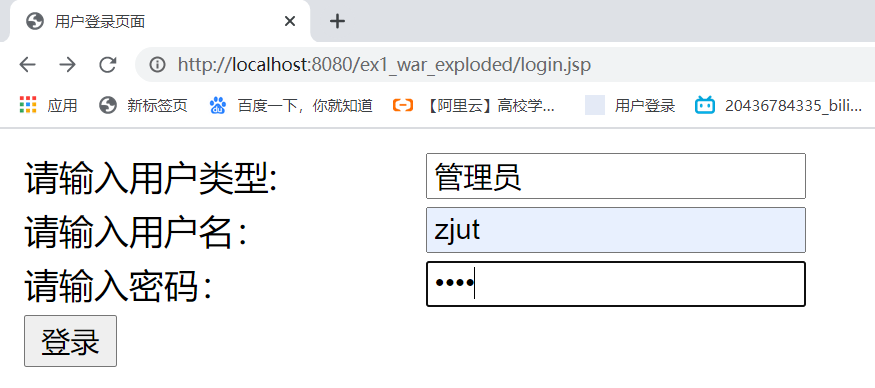 用户登录页面
http://localhost:8080/ex1_war_exploded/login.jsp
应用 新标签页 百度一下，你就知道 【阿里云】高校学... 用户登录 20436784335_bili...
请输入用户类型: 管理员
请输入用户名： zjut
请输入密码： ••••
登录